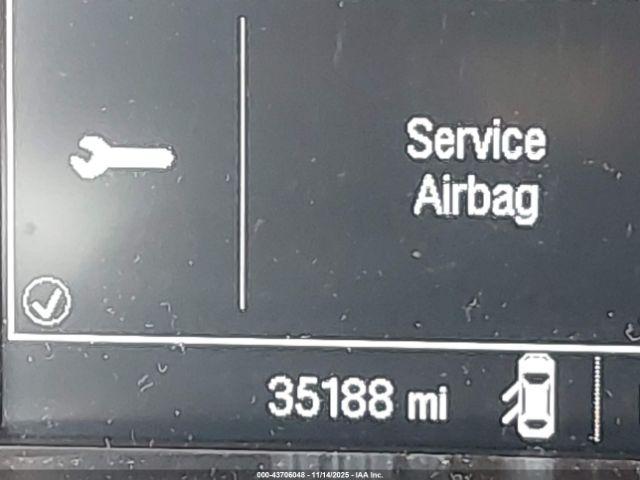 Service
Airbag
35188 mi
000-43706048 - 11/14/2025 - IAA Inc.